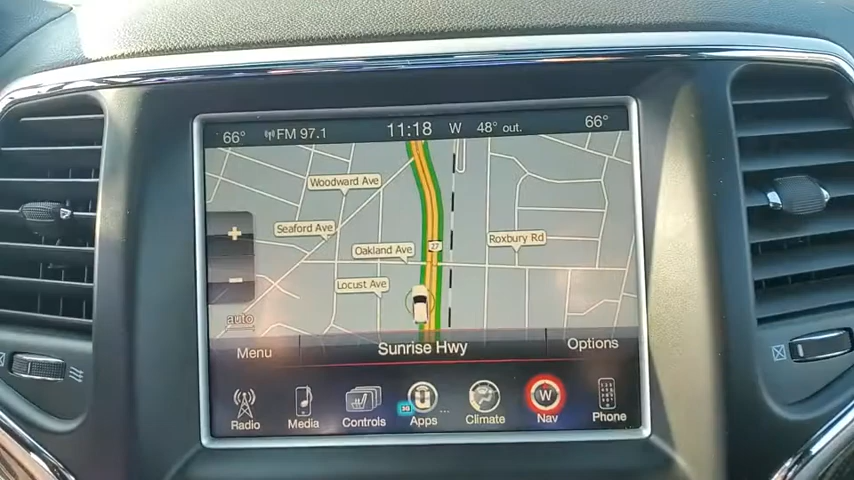 66° FM 97.1 11:18 W 48° out. 66°
Woodward Ave
Seaford Ave
Roxbury Rd
Oakland Ave
27
Locust Ave
+
−
auto
Menu Sunrise Hwy Options
W
3G
Radio Media Controls Apps Climate Nav Phone